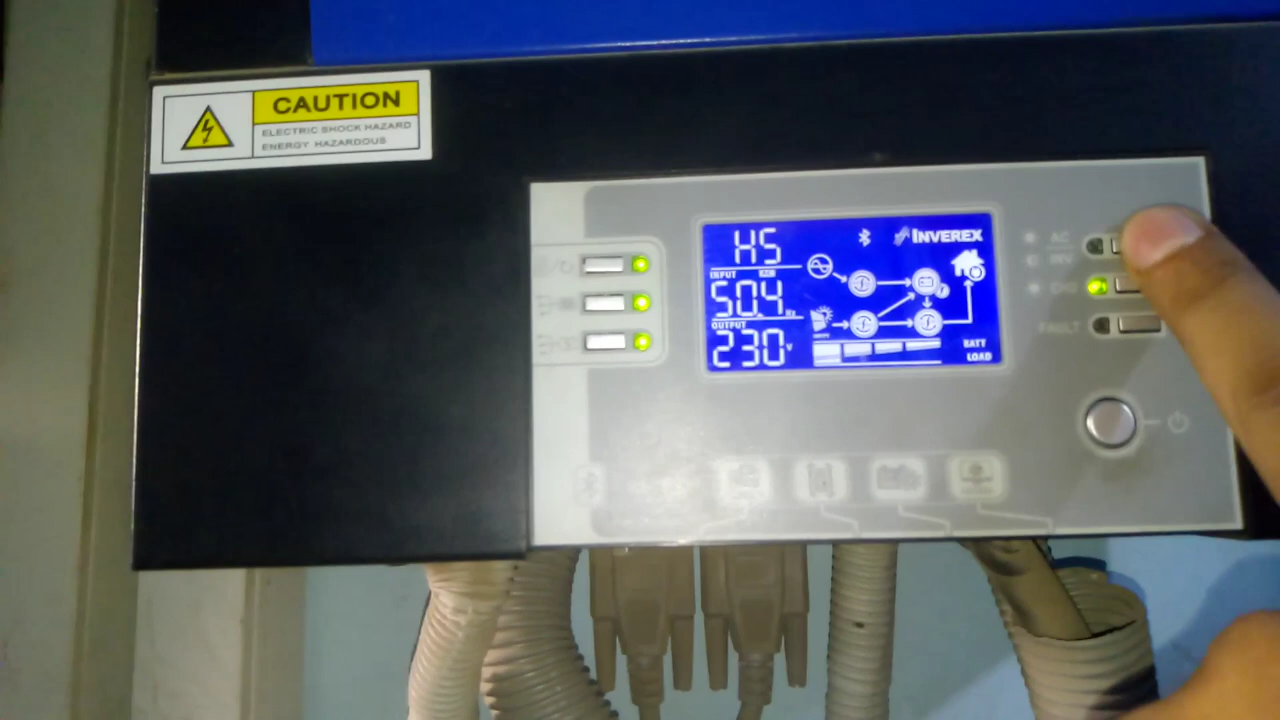 CAUTION
ELECTRIC SHOCK HAZARD
ENERGY HAZARDOUS
HS
INVEREX
INPUT AC
50.4 Hz
OUTPUT
230 V
BATT
LOAD
AC
INV
CHG
FAULT